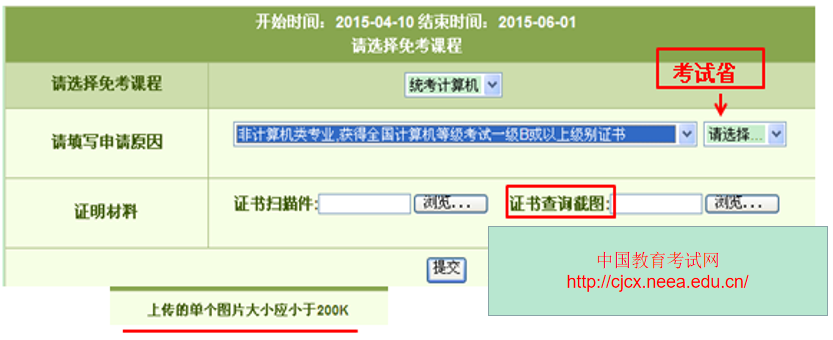 开始时间：2015-04-10 结束时间：2015-06-01
请选择免考课程
请选择免考课程
统考计算机
考试省
请填写申请原因
非计算机类专业,获得全国计算机等级考试一级B或以上级别证书
请选择...
证明材料
证书扫描件:
浏览...
证书查询截图:
浏览...
提交
中国教育考试网
http://cjcx.neea.edu.cn/
上传的单个图片大小应小于200K